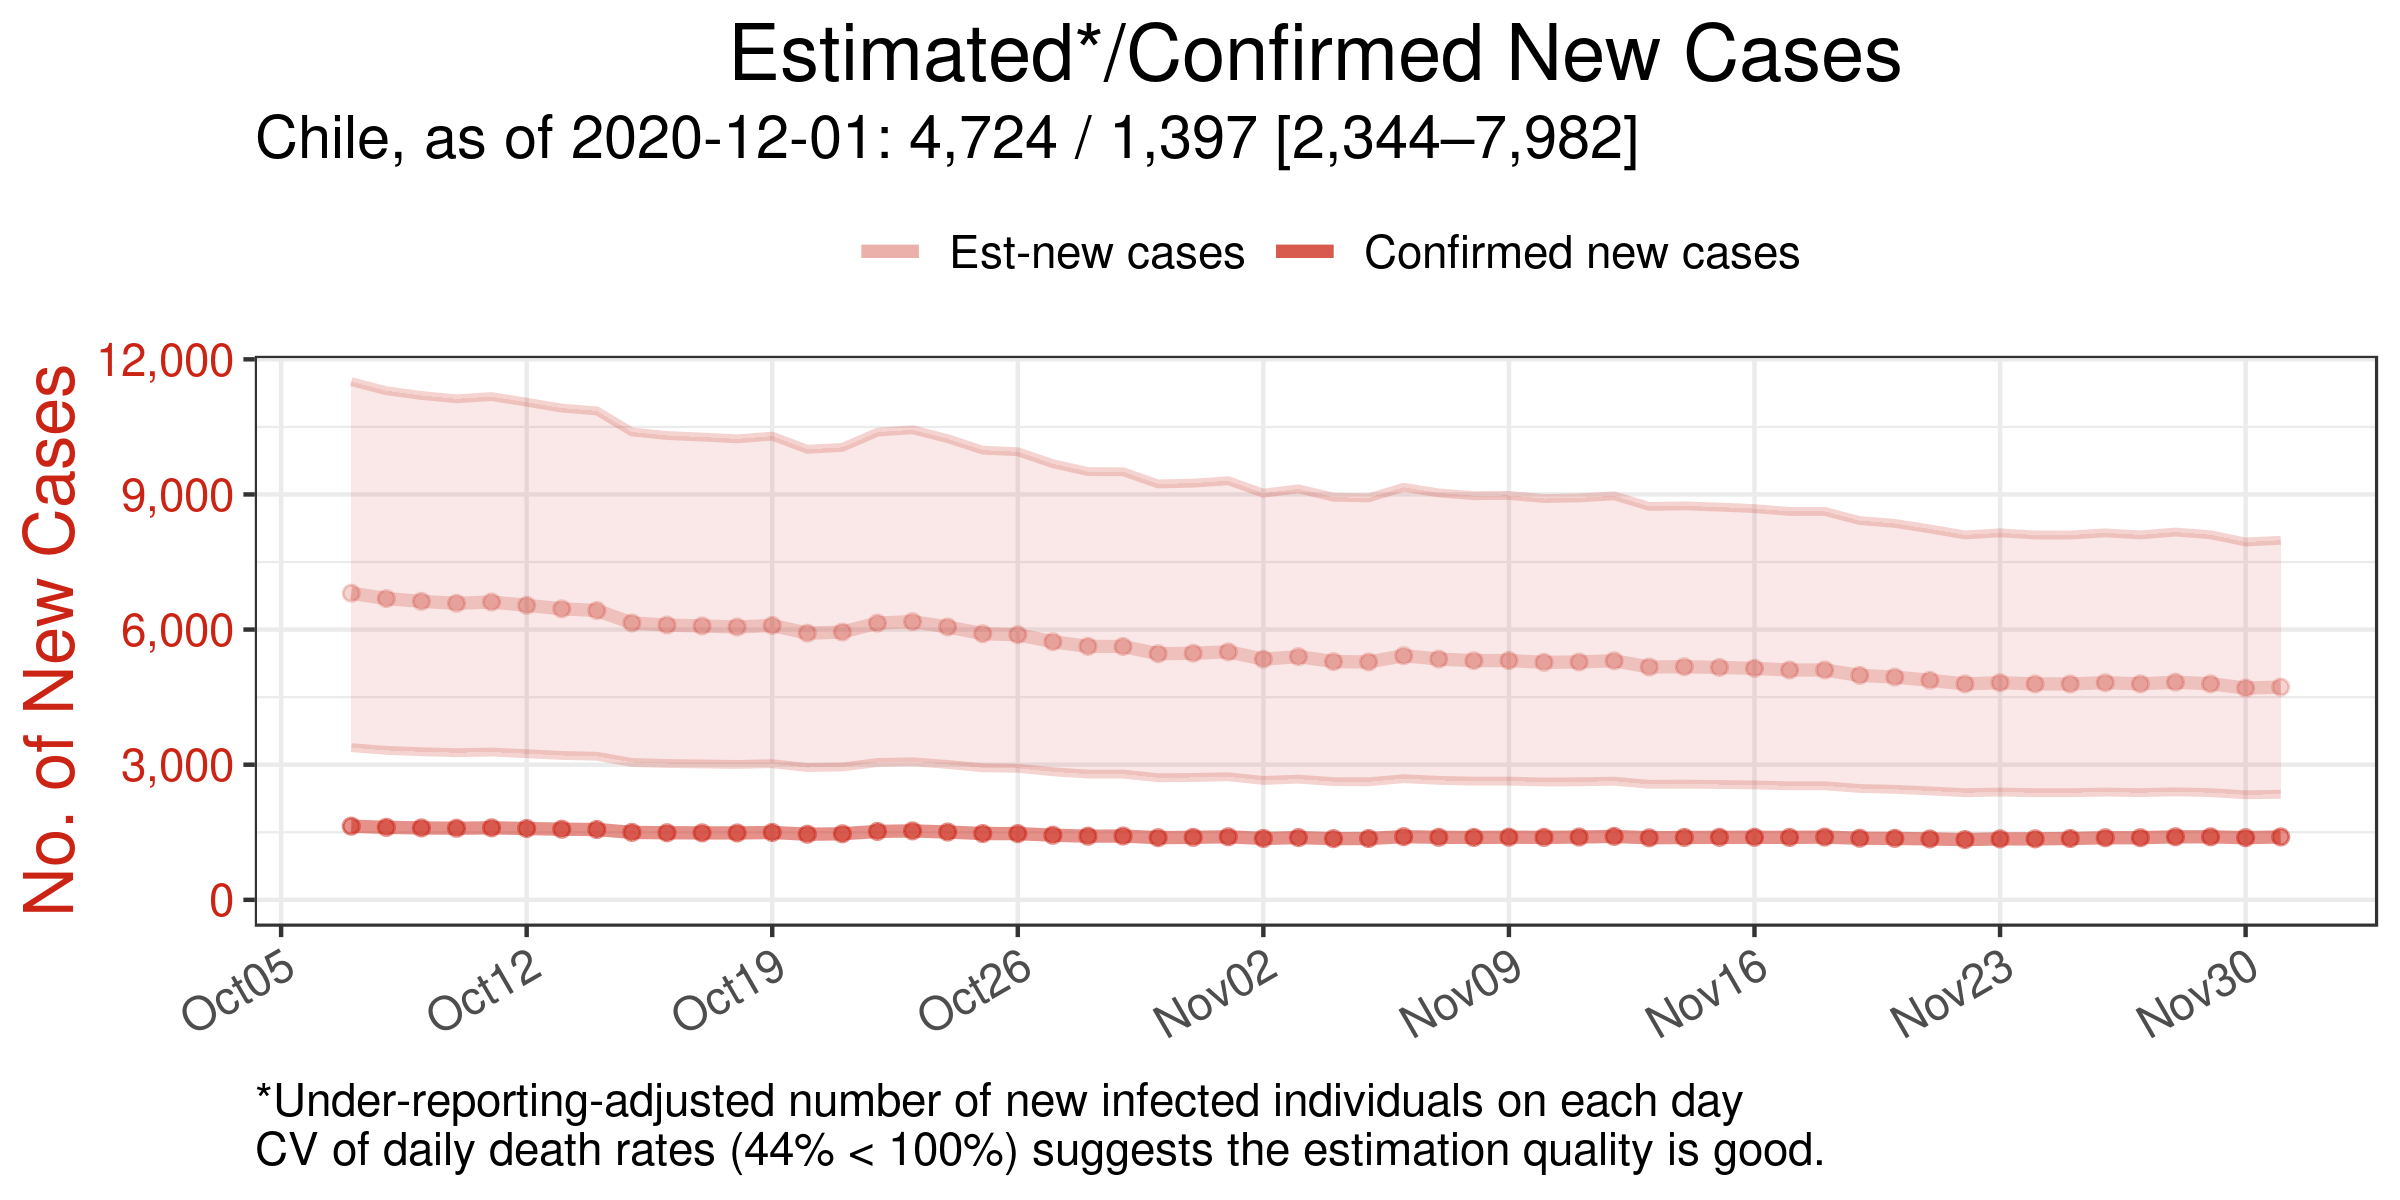 Estimated*/Confirmed New Cases
Chile, as of 2020-12-01: 4,724 / 1,397 [2,344–7,982]
Est-new cases
Confirmed new cases
No. of New Cases
12,000
9,000
6,000
3,000
0
Oct05
Oct12
Oct19
Oct26
Nov02
Nov09
Nov16
Nov23
Nov30
*Under-reporting-adjusted number of new infected individuals on each day
CV of daily death rates (44% < 100%) suggests the estimation quality is good.